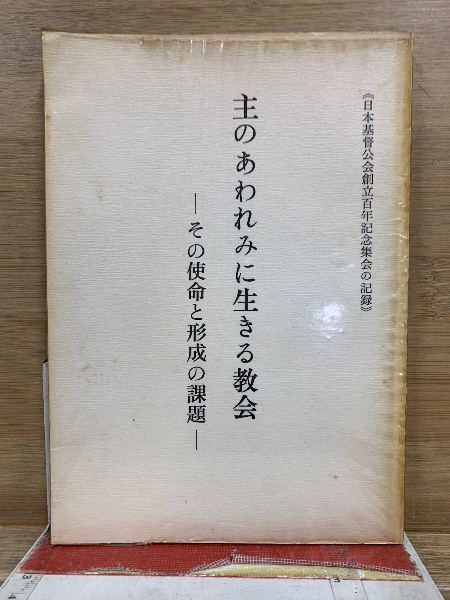 《日本基督公会創立百年記念集会の記録》
主のあわれみに生きる教会
―その使命と形成の課題―